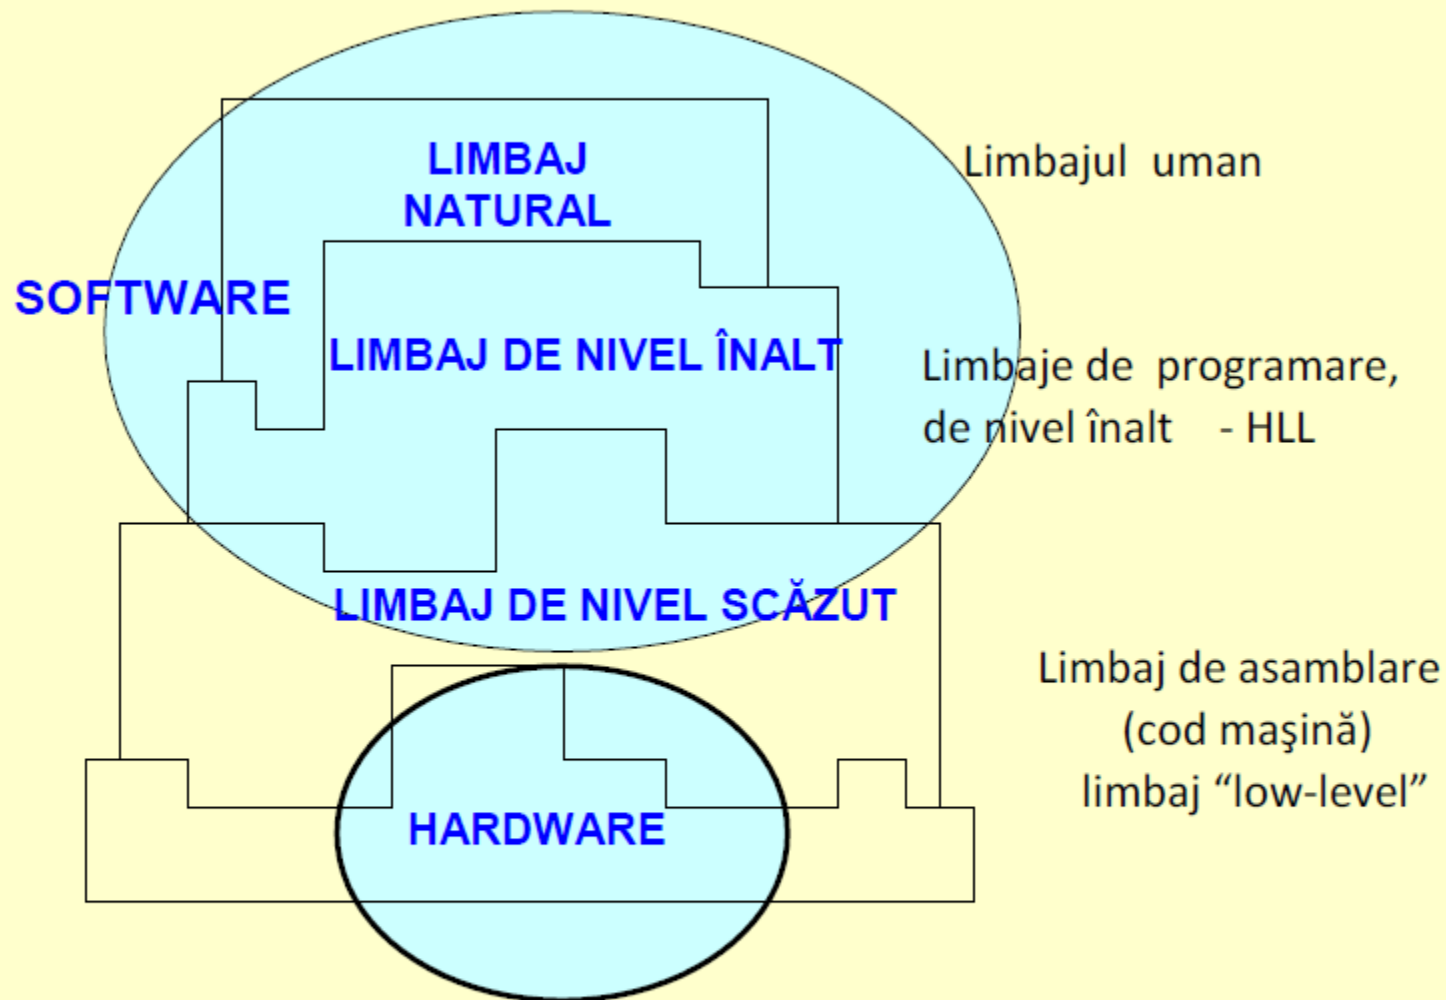 LIMBAJ
NATURAL
Limbajul uman
SOFTWARE
LIMBAJ DE NIVEL ÎNALT
Limbaje de programare,
de nivel înalt - HLL
LIMBAJ DE NIVEL SCĂZUT
Limbaj de asamblare
(cod maşină)
limbaj “low-level”
HARDWARE